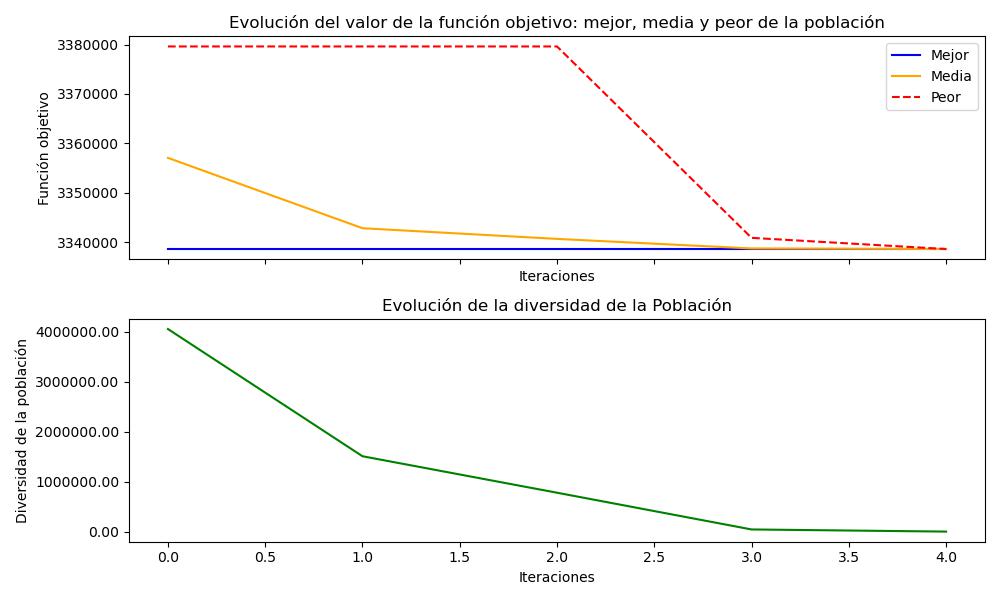 Evolución del valor de la función objetivo: mejor, media y peor de la población
3380000
3370000
3360000
3350000
3340000
Función objetivo
Mejor
Media
Peor
Iteraciones
Evolución de la diversidad de la Población
4000000.00
3000000.00
2000000.00
1000000.00
0.00
Diversidad de la población
0.0 0.5 1.0 1.5 2.0 2.5 3.0 3.5 4.0
Iteraciones